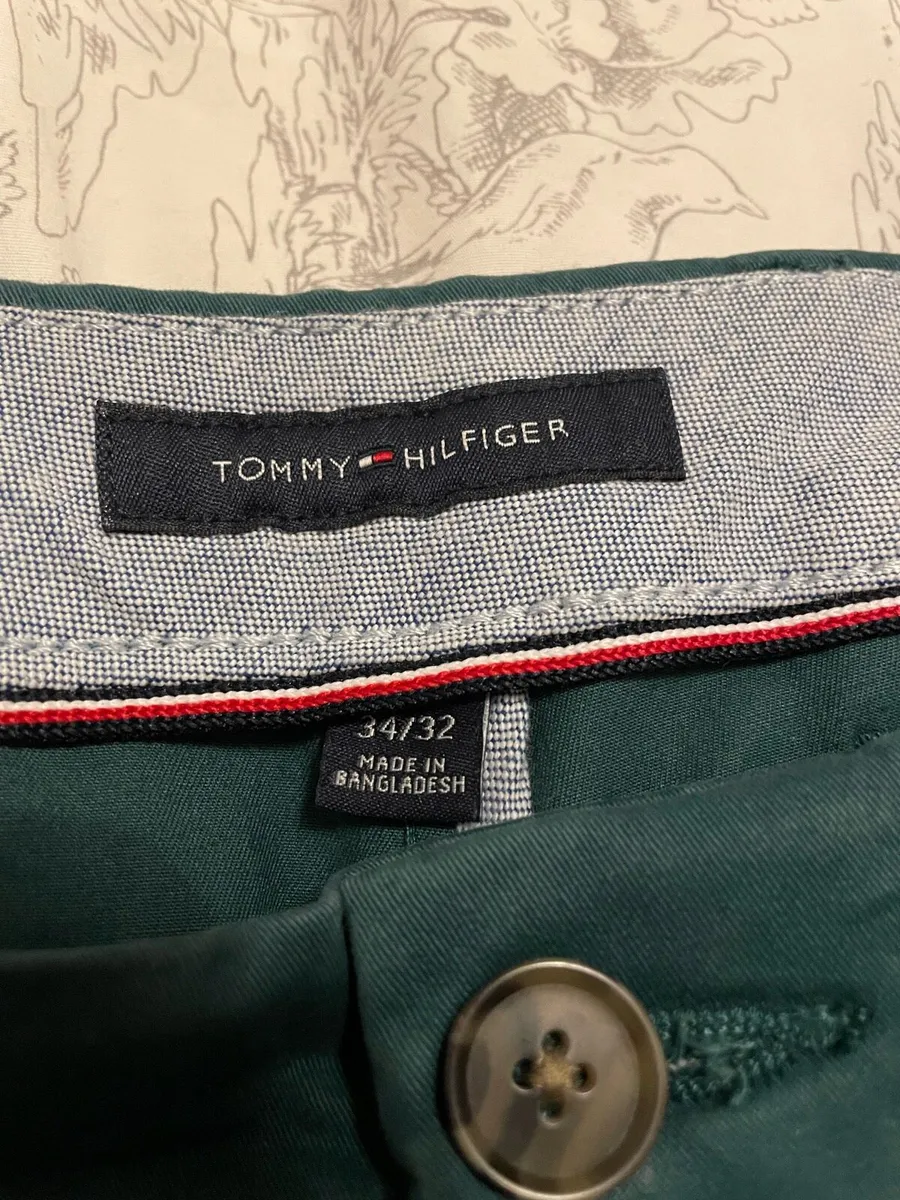 TOMMY HILFIGER
34/32
MADE IN
BANGLADESH